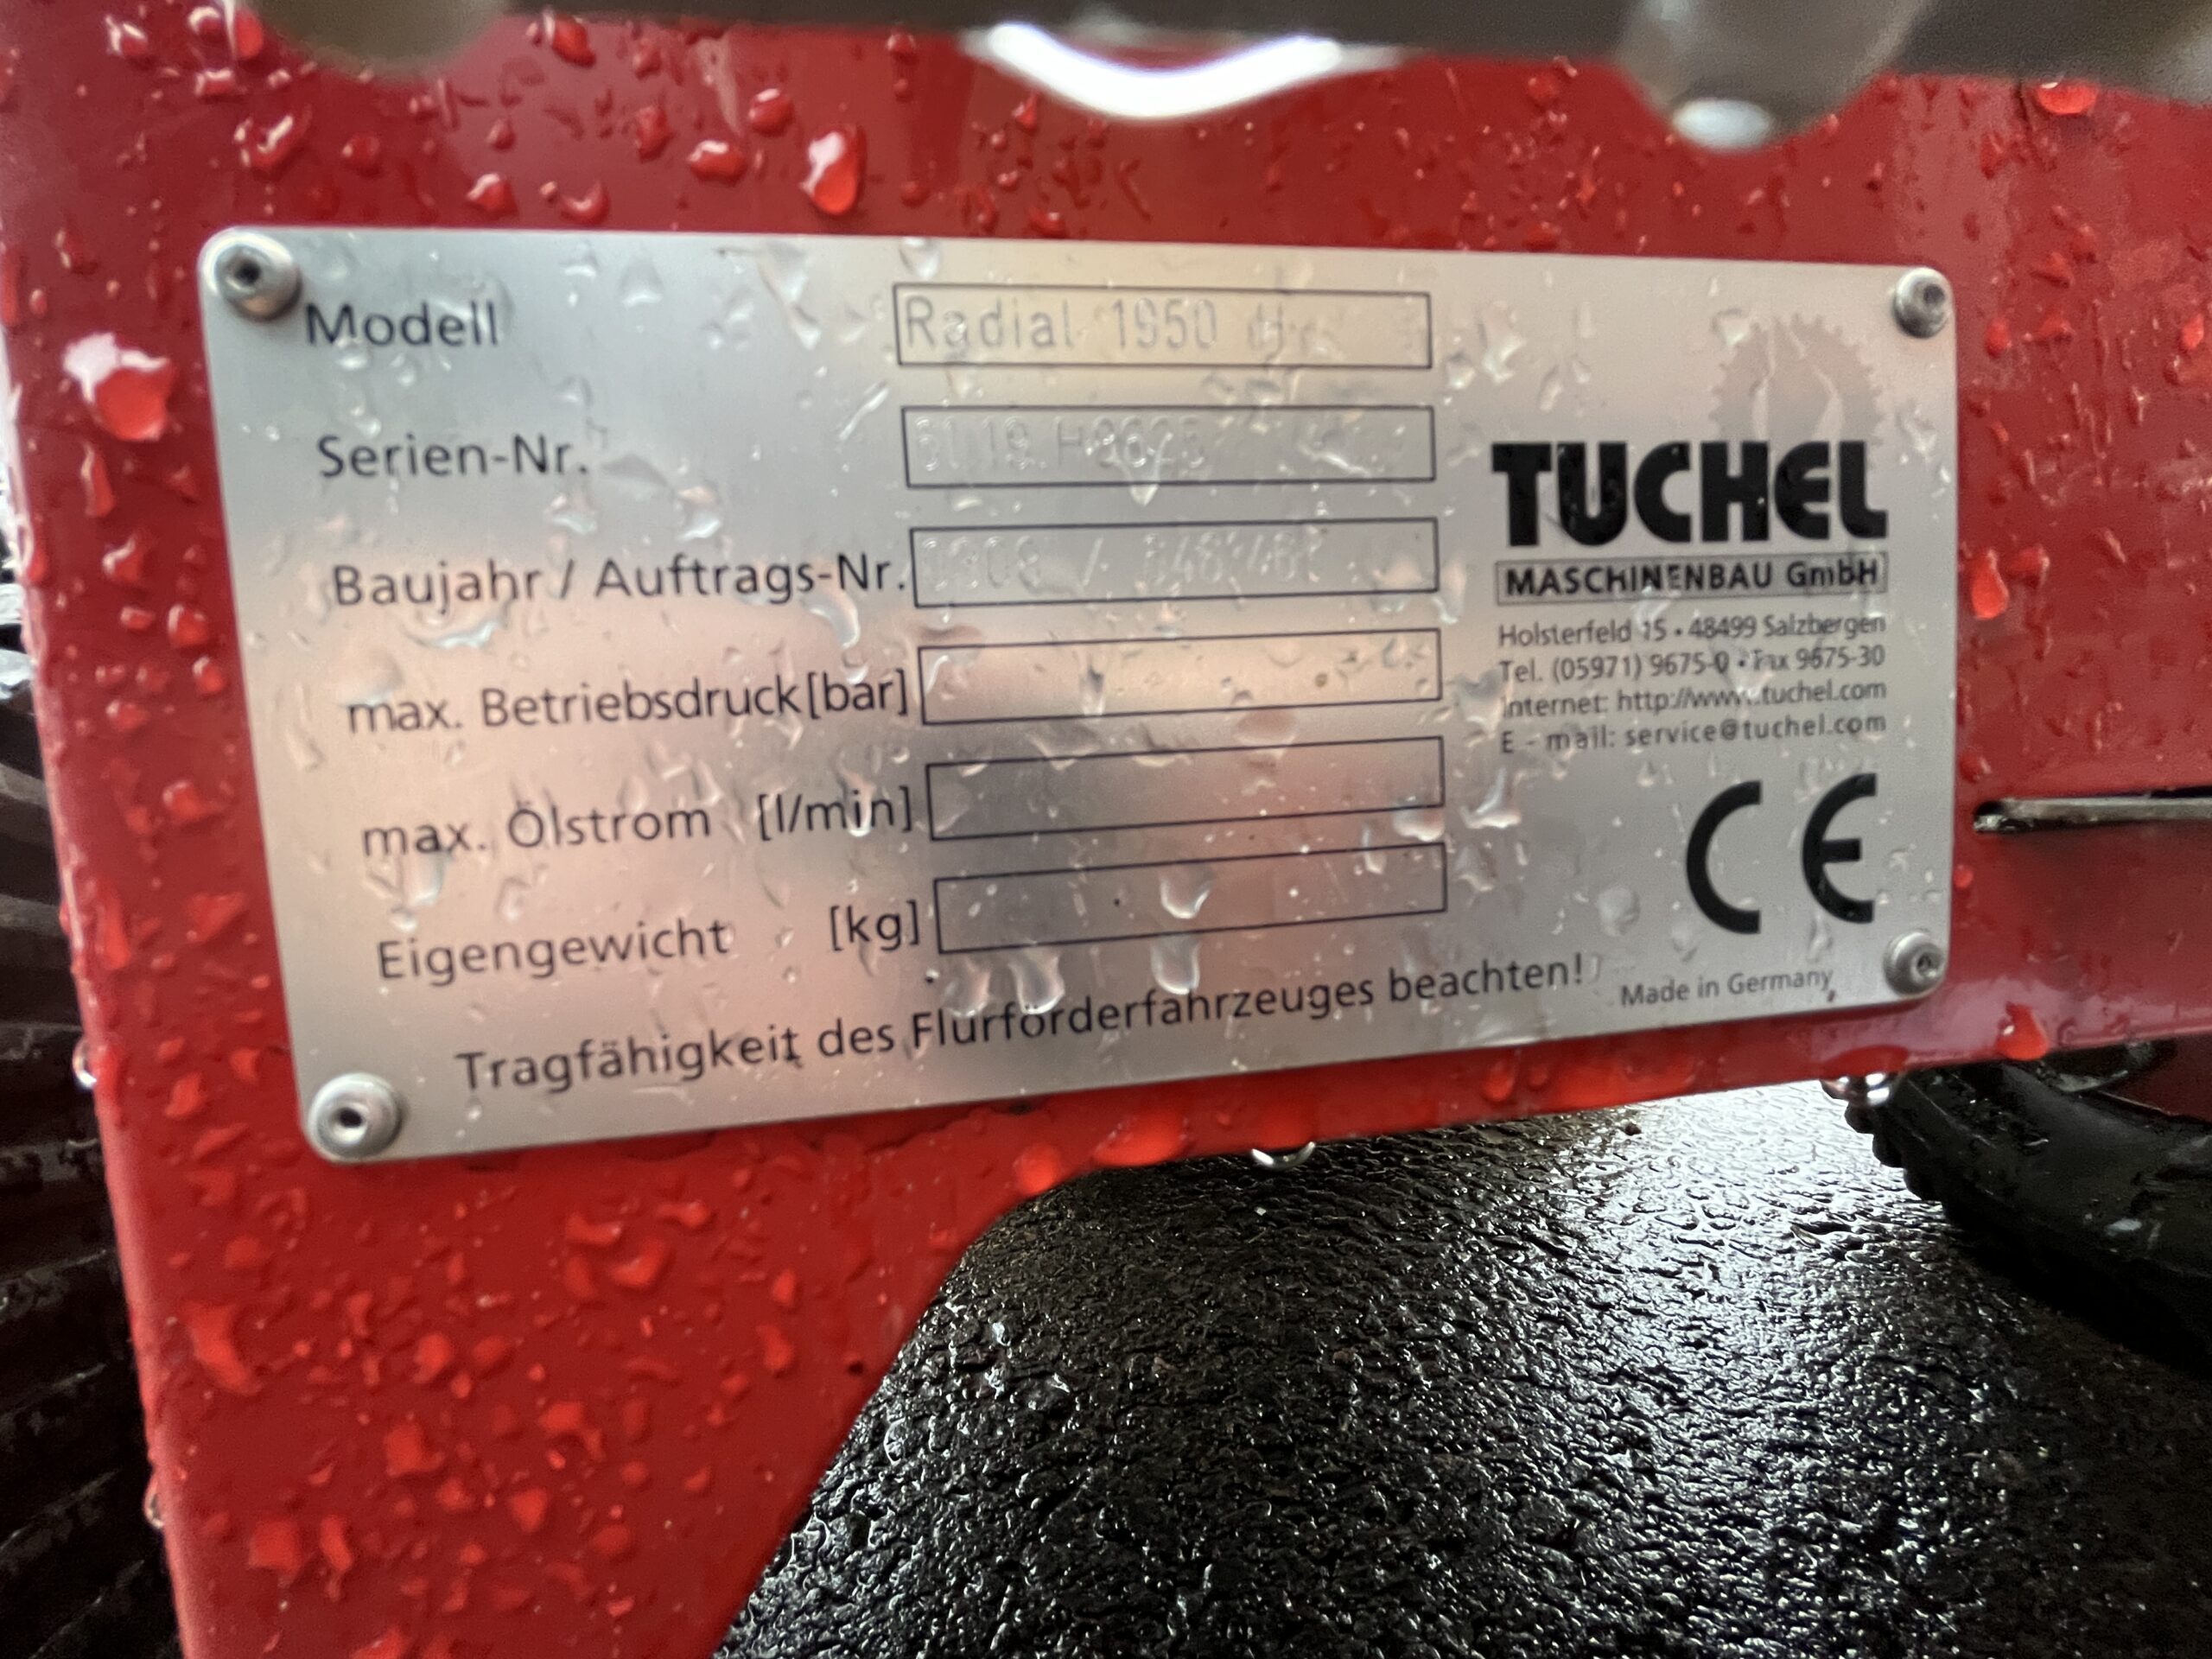 Modell Radial 1950 H
Serien-Nr.
Baujahr / Auftrags-Nr.
max. Betriebsdruck [bar]
max. Ölstrom [l/min]
Eigengewicht [kg]
Tragfähigkeit des Flurförderfahrzeuges beachten!
TUCHEL
MASCHINENBAU GmbH
Holsterfeld 15 • 48499 Salzbergen
Tel. (05971) 9675-0 • Fax 9675-30
Internet: http://www.tuchel.com
E - mail: service@tuchel.com
CE
Made in Germany